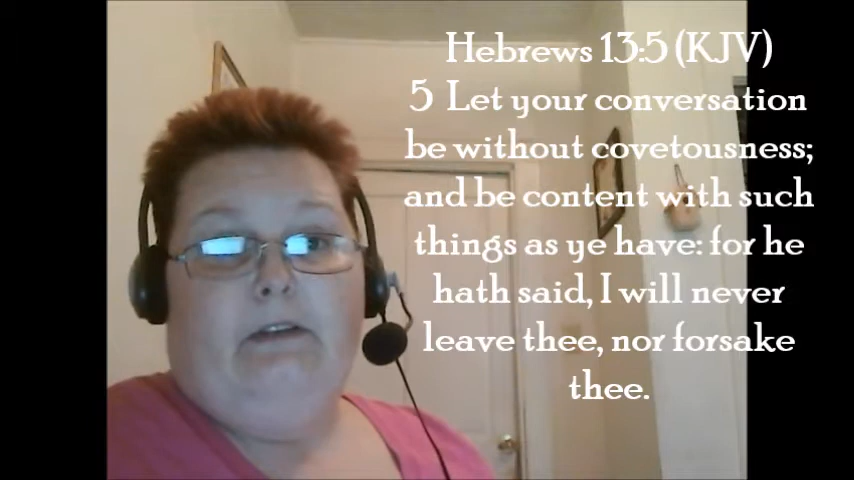 Hebrews 13:5 (KJV)
5 Let your conversation
be without covetousness;
and be content with such
things as ye have: for he
hath said, I will never
leave thee, nor forsake
thee.